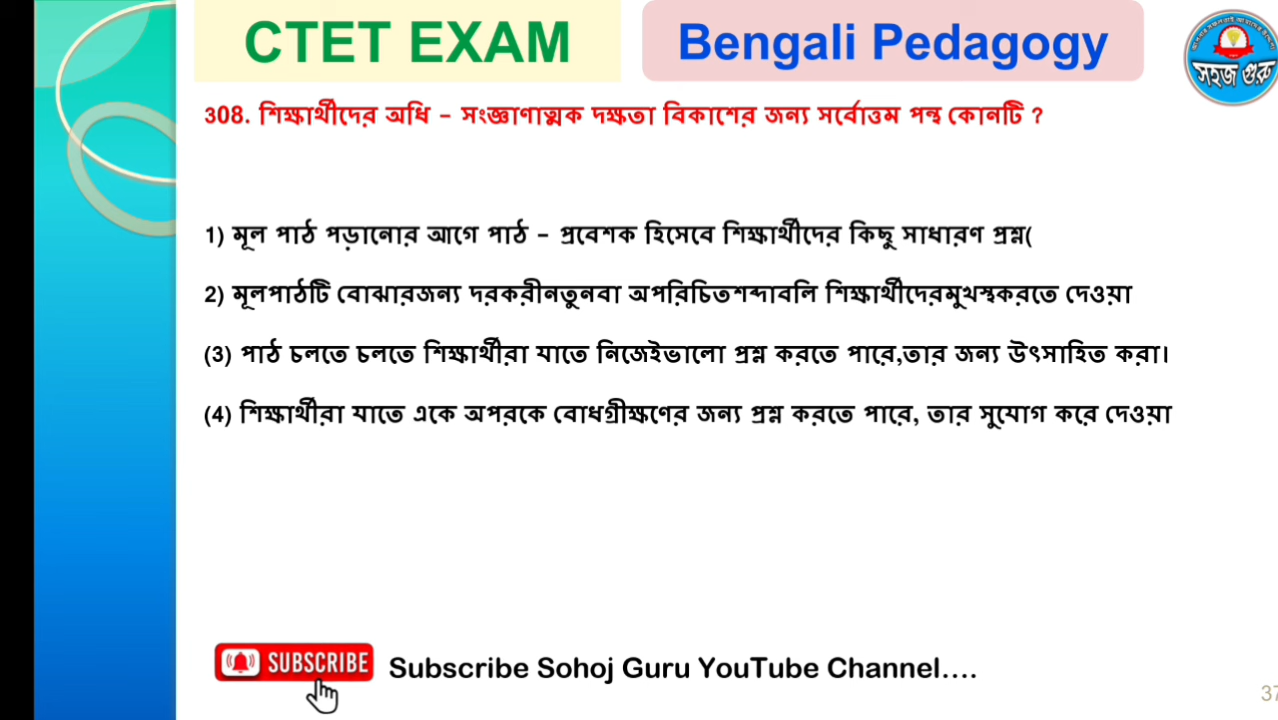 CTET EXAM
Bengali Pedagogy
সহজ গুরু
308. শিক্ষার্থীদের অধি – সংজ্ঞাণাত্মক দক্ষতা বিকাশের জন্য সর্বোত্তম পন্থ কোনটি ?
1) মূল পাঠ পড়ানোর আগে পাঠ – প্রবেশক হিসেবে শিক্ষার্থীদের কিছু সাধারণ প্রশ্ন(
2) মূলপাঠটি বোঝারজন্য দরকরীনতুনবা অপরিচিতশব্দাবলি শিক্ষার্থীদেরমুখস্থকরতে দেওয়া
(3) পাঠ চলতে চলতে শিক্ষার্থীরা যাতে নিজেইভালো প্রশ্ন করতে পারে,তার জন্য উৎসাহিত করা।
(4) শিক্ষার্থীরা যাতে একে অপরকে বোধগ্রীক্ষণের জন্য প্রশ্ন করতে পারে, তার সুযোগ করে দেওয়া
SUBSCRIBE Subscribe Sohoj Guru YouTube Channel....